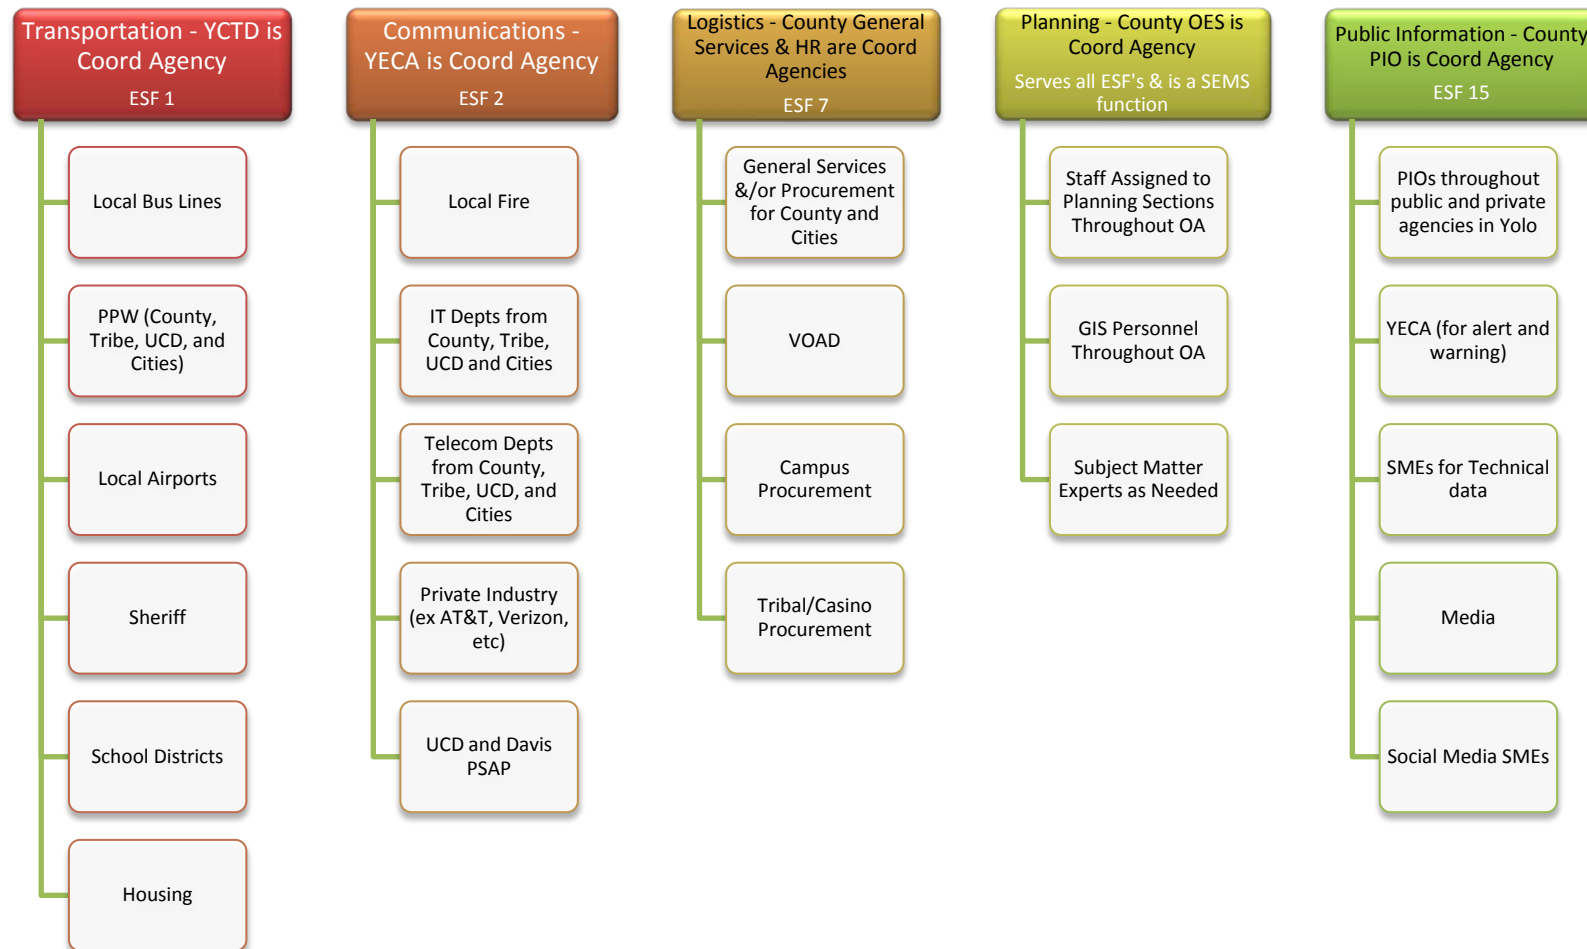 Transportation - YCTD is
Coord Agency
ESF 1
Local Bus Lines
PPW (County,
Tribe, UCD, and
Cities)
Local Airports
Sheriff
School Districts
Housing
Communications -
YECA is Coord Agency
ESF 2
Local Fire
IT Depts from
County, Tribe,
UCD and Cities
Telecom Depts
from County,
Tribe, UCD, and
Cities
Private Industry
(ex AT&T, Verizon,
etc)
UCD and Davis
PSAP
Logistics - County General
Services & HR are Coord
Agencies
ESF 7
General Services
&/or Procurement
for County and
Cities
VOAD
Campus
Procurement
Tribal/Casino
Procurement
Planning - County OES is
Coord Agency
Serves all ESF's & is a SEMS
function
Staff Assigned to
Planning Sections
Throughout OA
GIS Personnel
Throughout OA
Subject Matter
Experts as Needed
Public Information - County
PIO is Coord Agency
ESF 15
PIOs throughout
public and private
agencies in Yolo
YECA (for alert and
warning)
SMEs for Technical
data
Media
Social Media SMEs